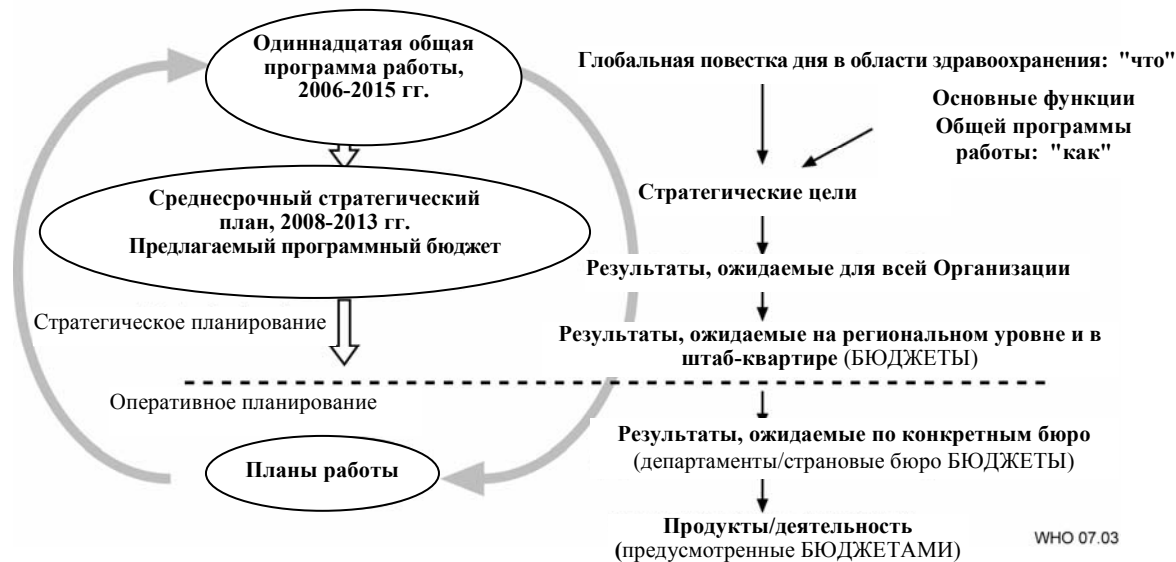 Одиннадцатая общая
программа работы,
2006-2015 гг.
Среднесрочный стратегический
план, 2008-2013 гг.
Предлагаемый программный бюджет
Стратегическое планирование
Оперативное планирование
Планы работы
Глобальная повестка дня в области здравоохранения: "что"
Основные функции
Общей программы
работы: "как"
Стратегические цели
Результаты, ожидаемые для всей Организации
Результаты, ожидаемые на региональном уровне и в
штаб-квартире (БЮДЖЕТЫ)
Результаты, ожидаемые по конкретным бюро
(департаменты/страновые бюро БЮДЖЕТЫ)
Продукты/деятельность
(предусмотренные БЮДЖЕТАМИ)
WHO 07.03